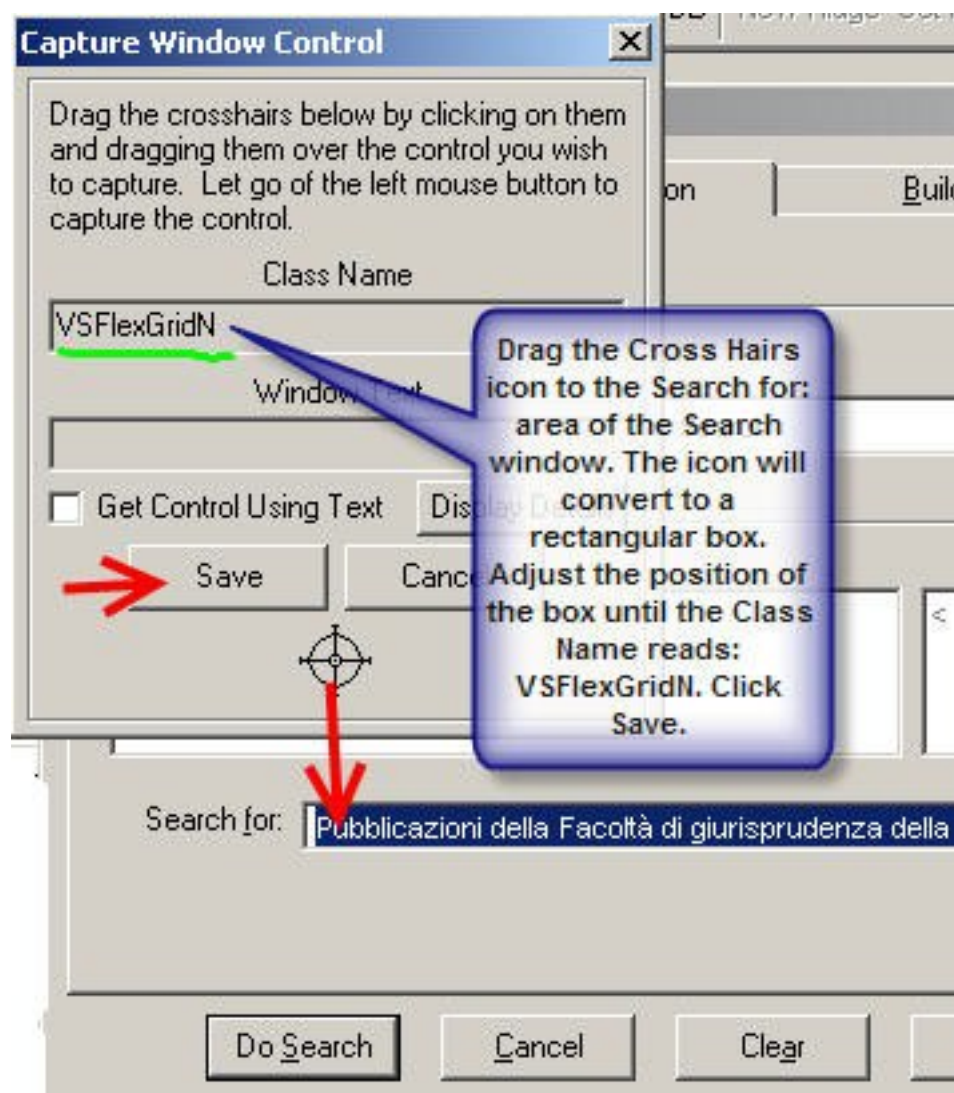 Capture Window Control
Drag the crosshairs below by clicking on them
and dragging them over the control you wish
to capture. Let go of the left mouse button to
capture the control.
Class Name
VSFlexGridN
Window Text
Get Control Using Text
Save
Drag the Cross Hairs
icon to the Search for:
area of the Search
window. The icon will
convert to a
rectangular box.
Adjust the position of
the box until the Class
Name reads:
VSFlexGridN. Click
Save.
<
Search for: Pubblicazioni della Facoltà di giurisprudenza della
Do Search Cancel Clear